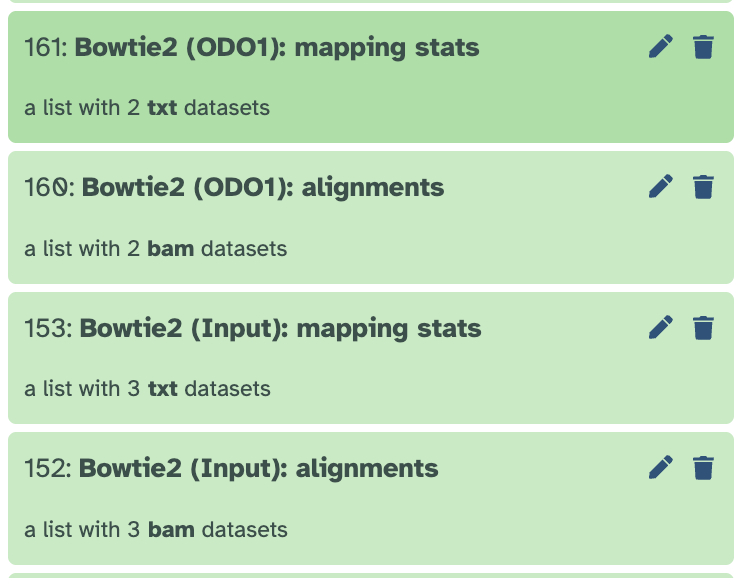 161: Bowtie2 (ODO1): mapping stats
a list with 2 txt datasets
160: Bowtie2 (ODO1): alignments
a list with 2 bam datasets
153: Bowtie2 (Input): mapping stats
a list with 3 txt datasets
152: Bowtie2 (Input): alignments
a list with 3 bam datasets